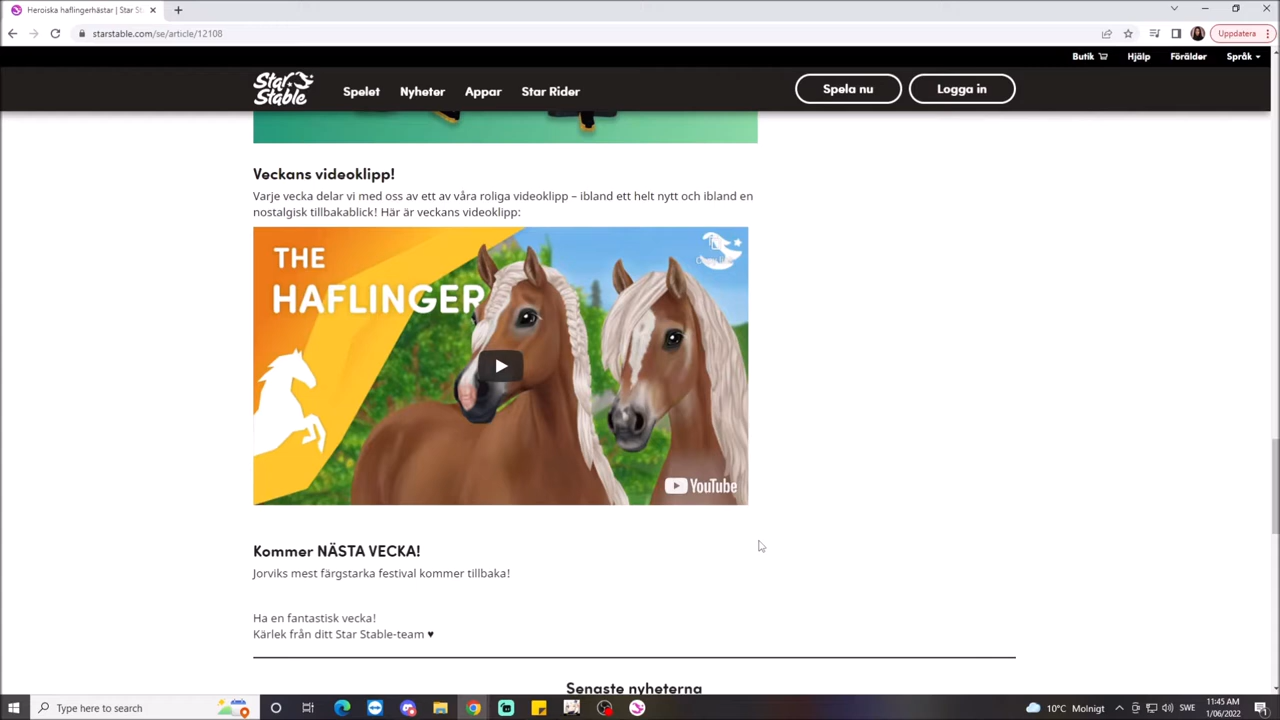 Heroiska haflingerhästar | Star St
starstable.com/se/article/12108
Uppdatera
Butik
Hjälp
Förälder
Språk
Star Stable
Spelet
Nyheter
Appar
Star Rider
Spela nu
Logga in
Veckans videoklipp!
Varje vecka delar vi med oss av ett av våra roliga videoklipp – ibland ett helt nytt och ibland en
nostalgisk tillbakablick! Här är veckans videoklipp:
THE
HAFLINGER
YouTube
Kommer NÄSTA VECKA!
Jorviks mest färgstarka festival kommer tillbaka!
Ha en fantastisk vecka!
Kärlek från ditt Star Stable-team ♥
Senaste nyheterna
Type here to search
10°C Molnigt
SWE
11:45 AM
1/06/2022